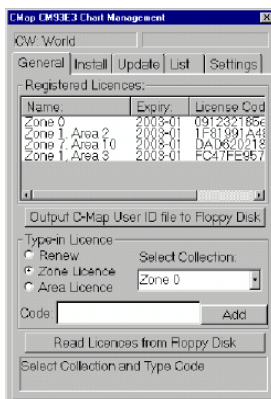 CMap CM93E3 Chart Management
CW: World
General Install Update List Settings
Registered Licences:
Name: Expiry: License Cod
Zone 0 2003-01 091232185e
Zone 1, Area 2 2003-01 1F81991A48
Zone 7, Area 10 2003-01 DAD620218
Zone 1, Area 3 2003-01 FC47FE957
Output C-Map User ID file to Floppy Disk
Type-in Licence
Renew
Zone Licence
Area Licence
Select Collection:
Zone 0
Code: Add
Read Licences from Floppy Disk
Select Collection and Type Code